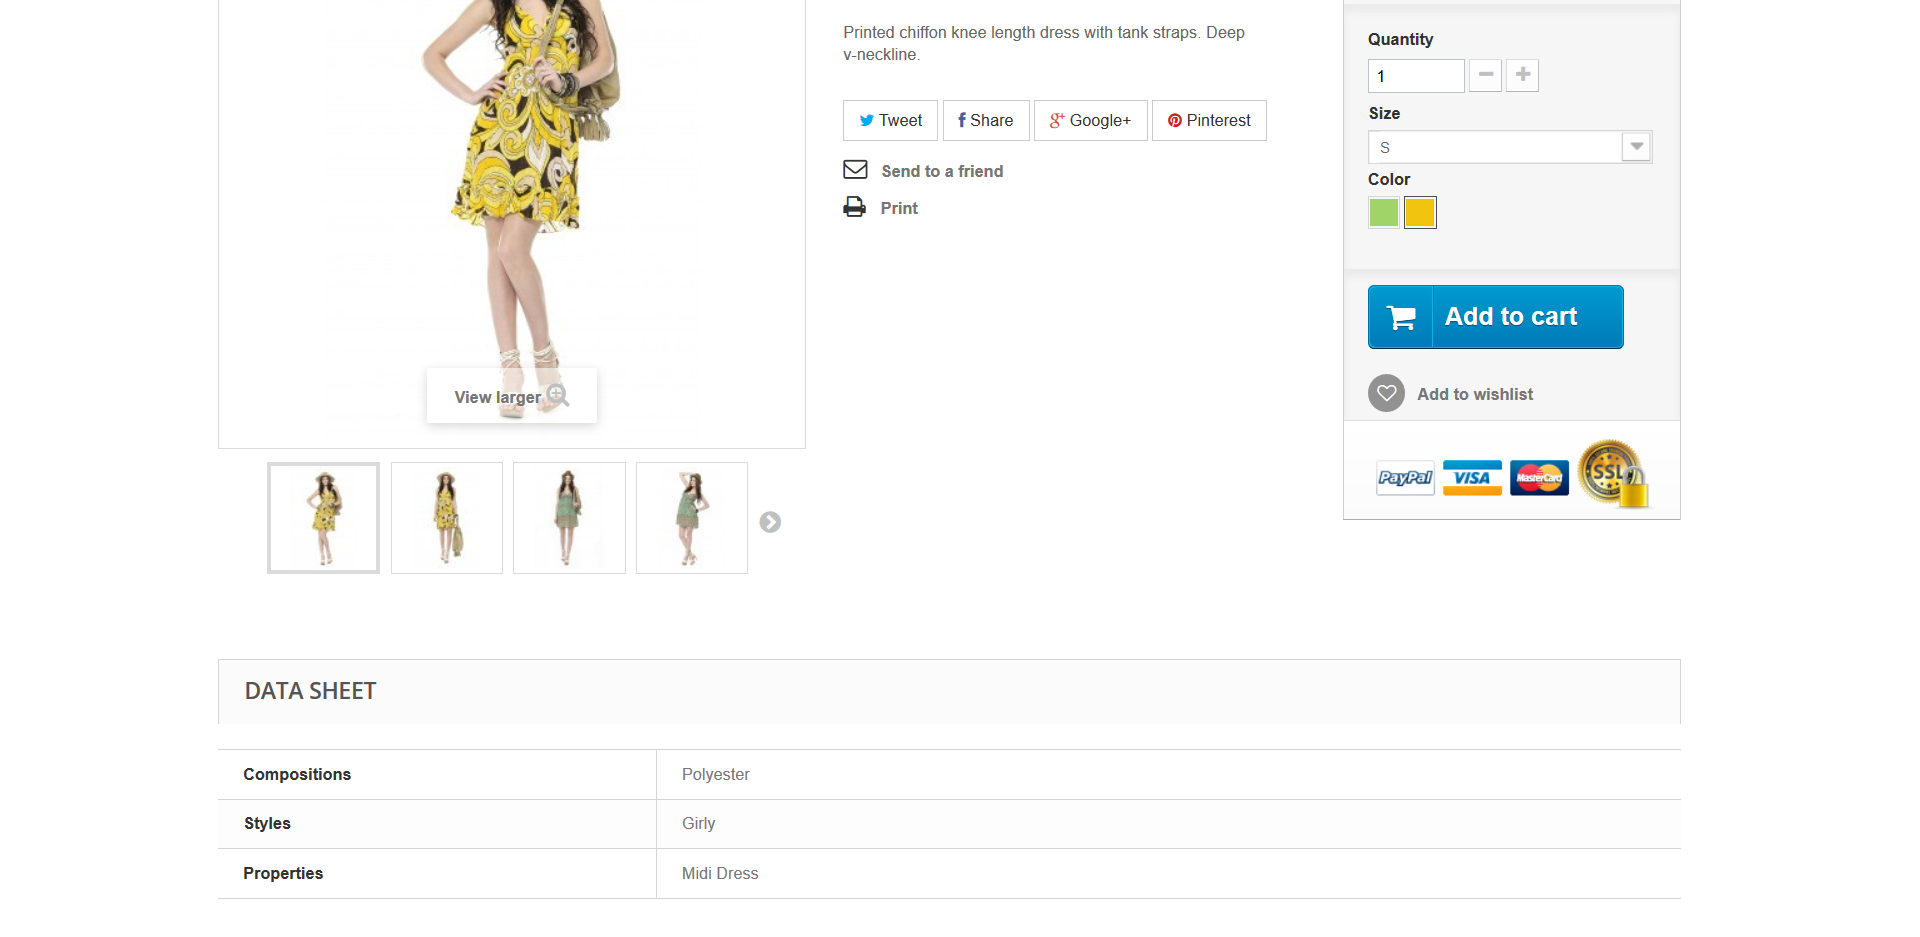 Printed chiffon knee length dress with tank straps. Deep
v-neckline.
Tweet
Share
Google+
Pinterest
Send to a friend
Print
View larger
Quantity
1
Size
S
Color
Add to cart
Add to wishlist
PayPal
VISA
MasterCard
SSL
DATA SHEET
Compositions
Polyester
Styles
Girly
Properties
Midi Dress